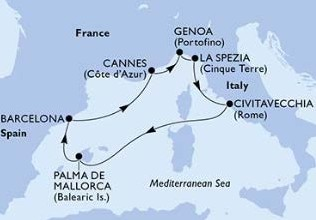 GENOA
(Portofino)
France
CANNES
(Côte d'Azur)
LA SPEZIA
(Cinque Terre)
Italy
CIVITAVECCHIA
(Rome)
BARCELONA
Spain
PALMA DE
MALLORCA
(Balearic Is.)
Mediterranean Sea